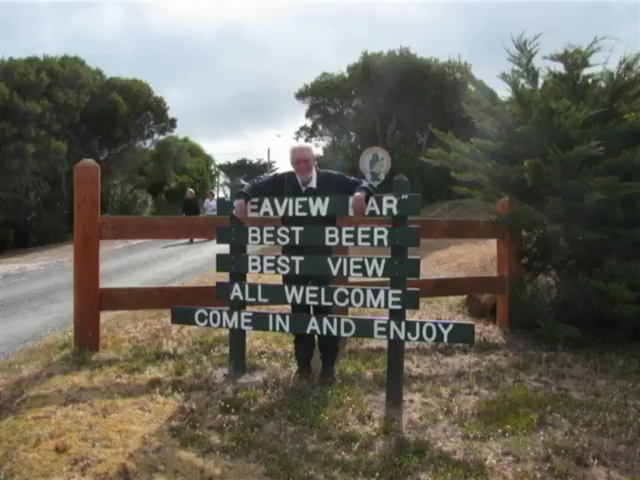 EAVIEW AR"
BEST BEER
BEST VIEW
ALL WELCOME
COME IN AND ENJOY